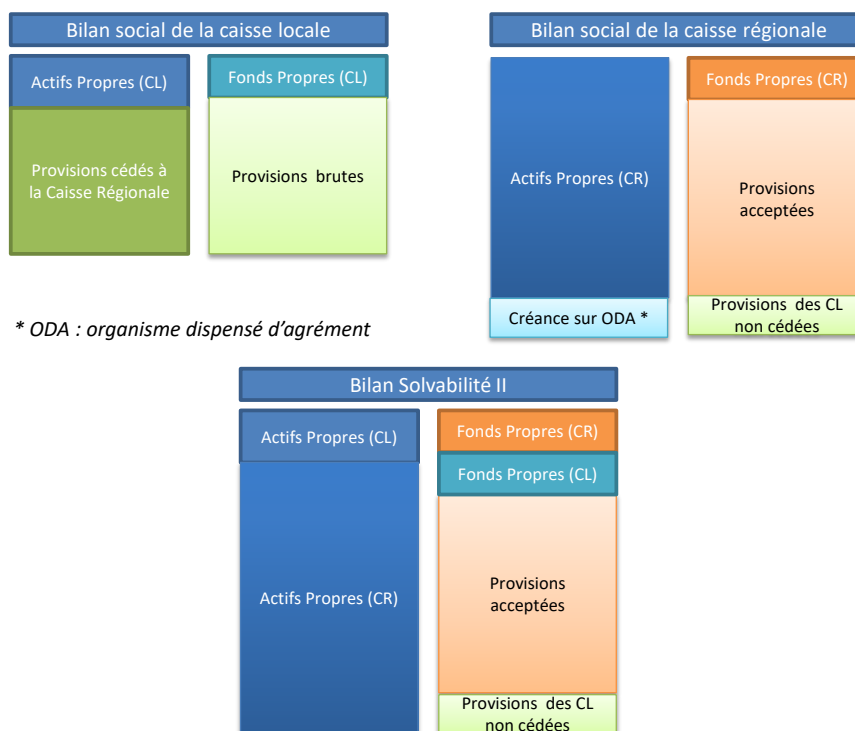 Bilan social de la caisse locale
Actifs Propres (CL)
Fonds Propres (CL)
Provisions cédés à
la Caisse Régionale
Provisions brutes
Bilan social de la caisse régionale
Actifs Propres (CR)
Fonds Propres (CR)
Provisions
acceptées
Créance sur ODA *
Provisions des CL
non cédées
* ODA : organisme dispensé d’agrément
Bilan Solvabilité II
Actifs Propres (CL)
Fonds Propres (CR)
Fonds Propres (CL)
Actifs Propres (CR)
Provisions
acceptées
Provisions des CL
non cédées